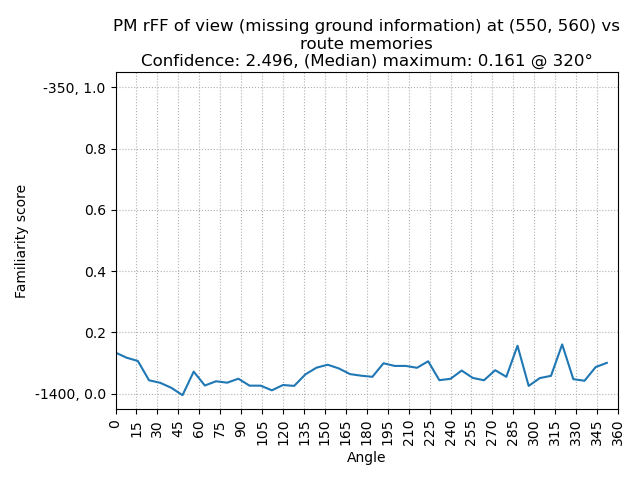 PM rFF of view (missing ground information) at (550, 560) vs
route memories
Confidence: 2.496, (Median) maximum: 0.161 @ 320°
-350, 1.0
0.8
0.6
0.4
0.2
-1400, 0.0
Familiarity score
0 15 30 45 60 75 90 105 120 135 150 165 180 195 210 225 240 255 270 285 300 315 330 345 360
Angle